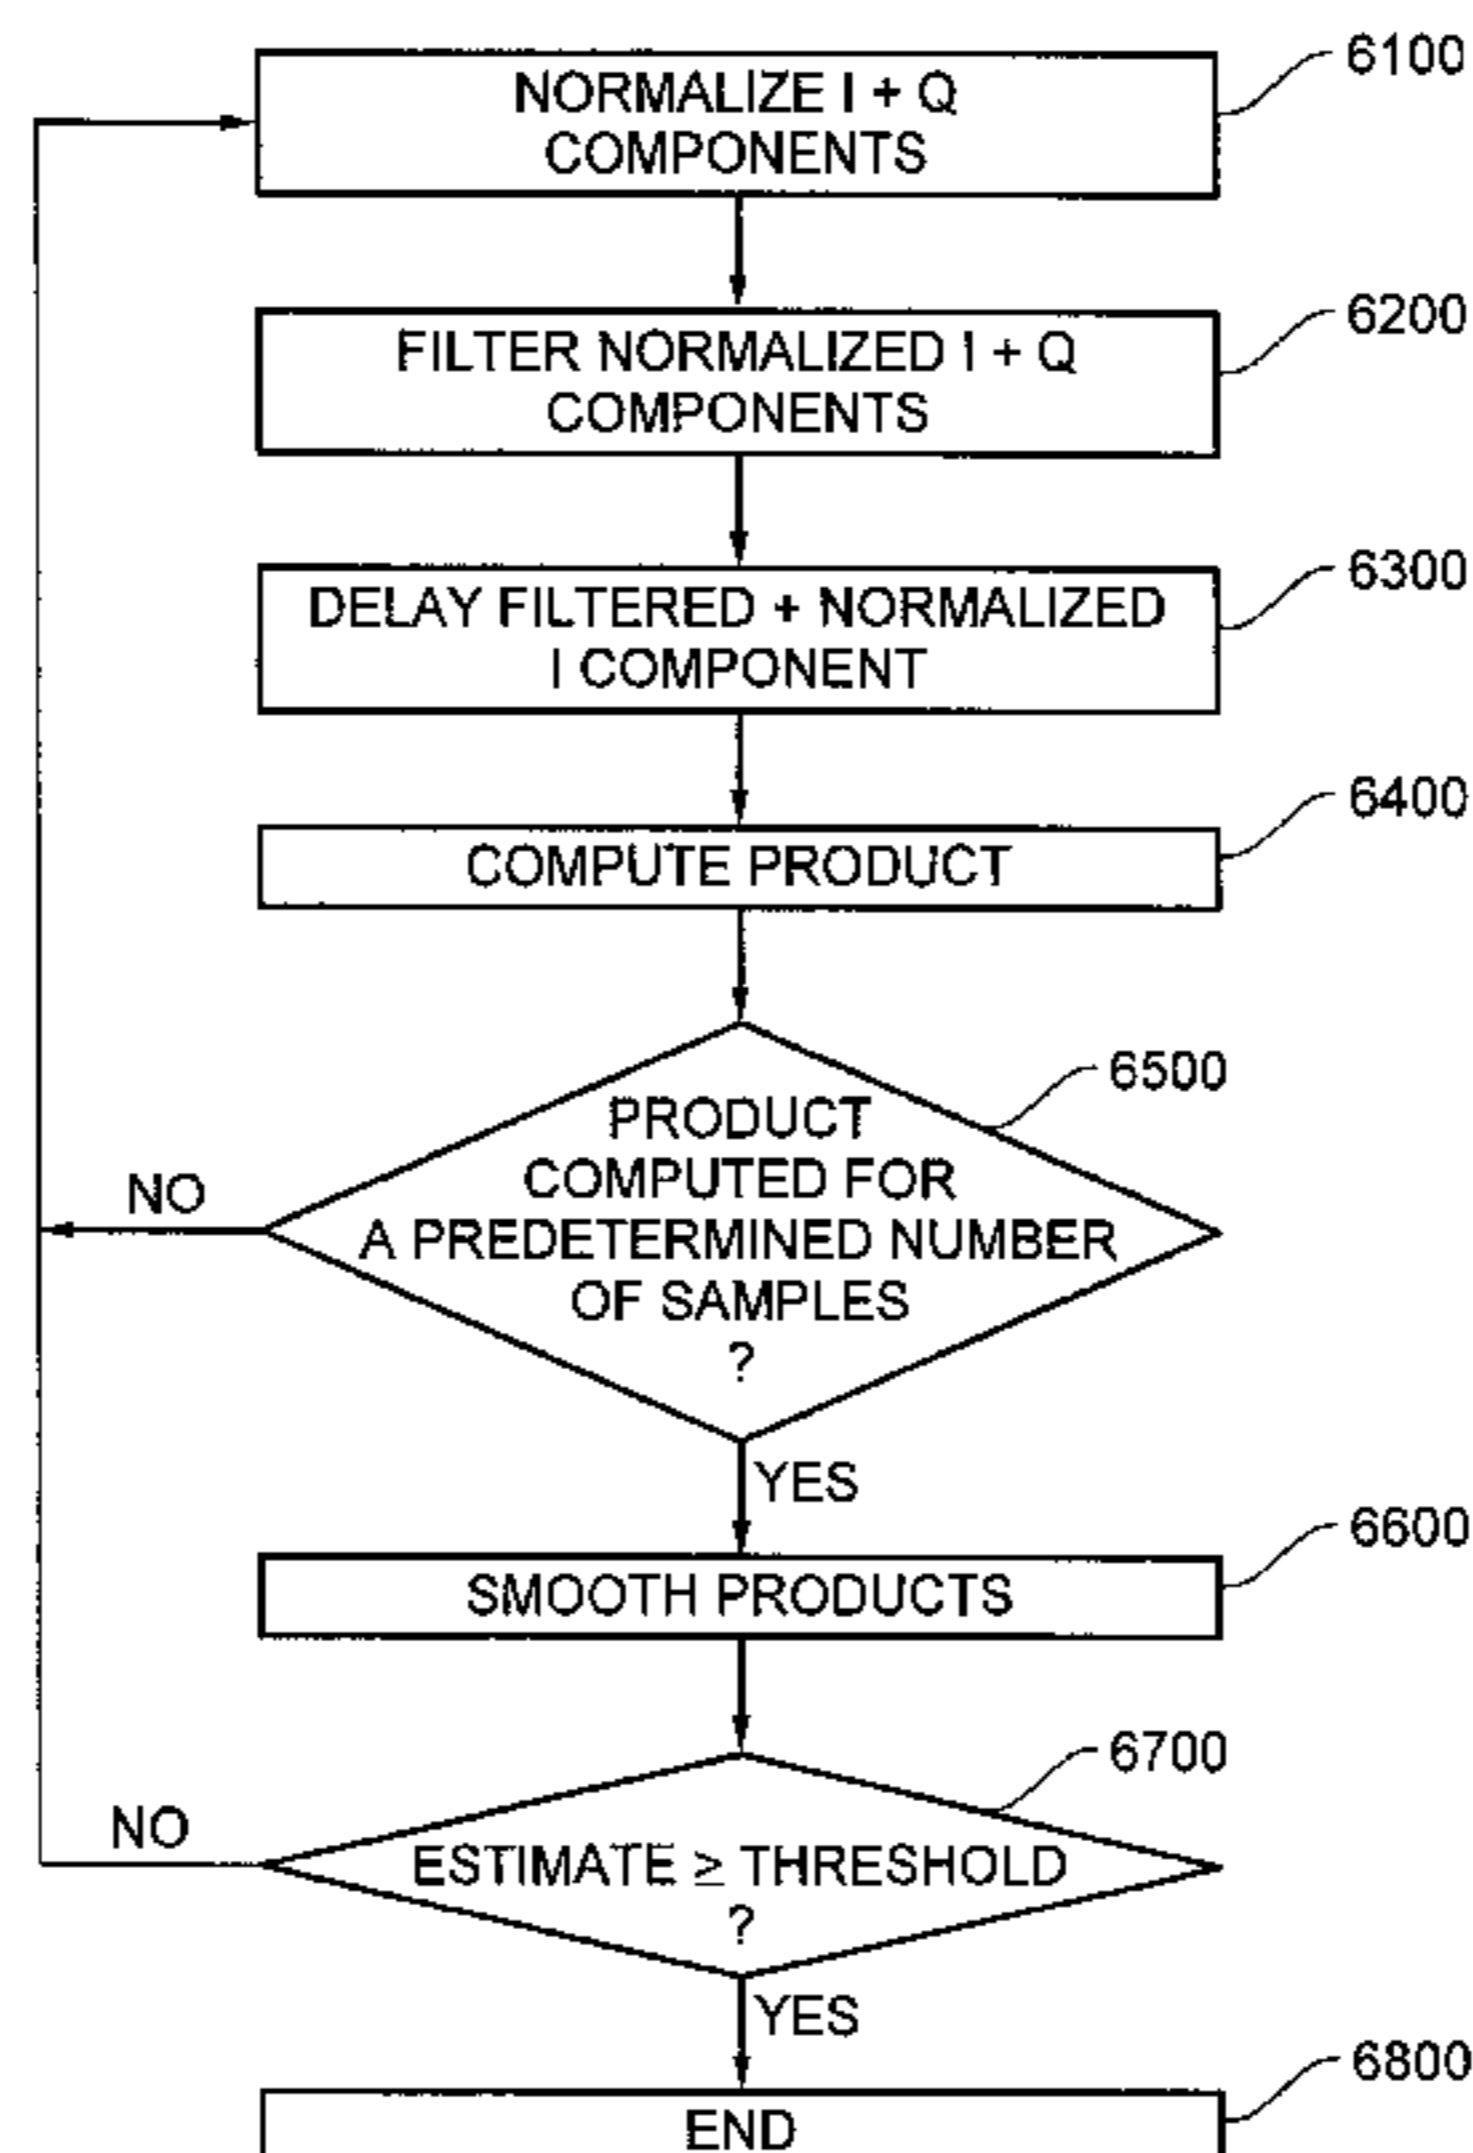 6100
NORMALIZE I + Q
COMPONENTS
6200
FILTER NORMALIZED I + Q
COMPONENTS
6300
DELAY FILTERED + NORMALIZED
I COMPONENT
6400
COMPUTE PRODUCT
6500
PRODUCT
COMPUTED FOR
A PREDETERMINED NUMBER
OF SAMPLES
?
NO
YES
6600
SMOOTH PRODUCTS
6700
ESTIMATE ≥ THRESHOLD
?
NO
YES
6800
END